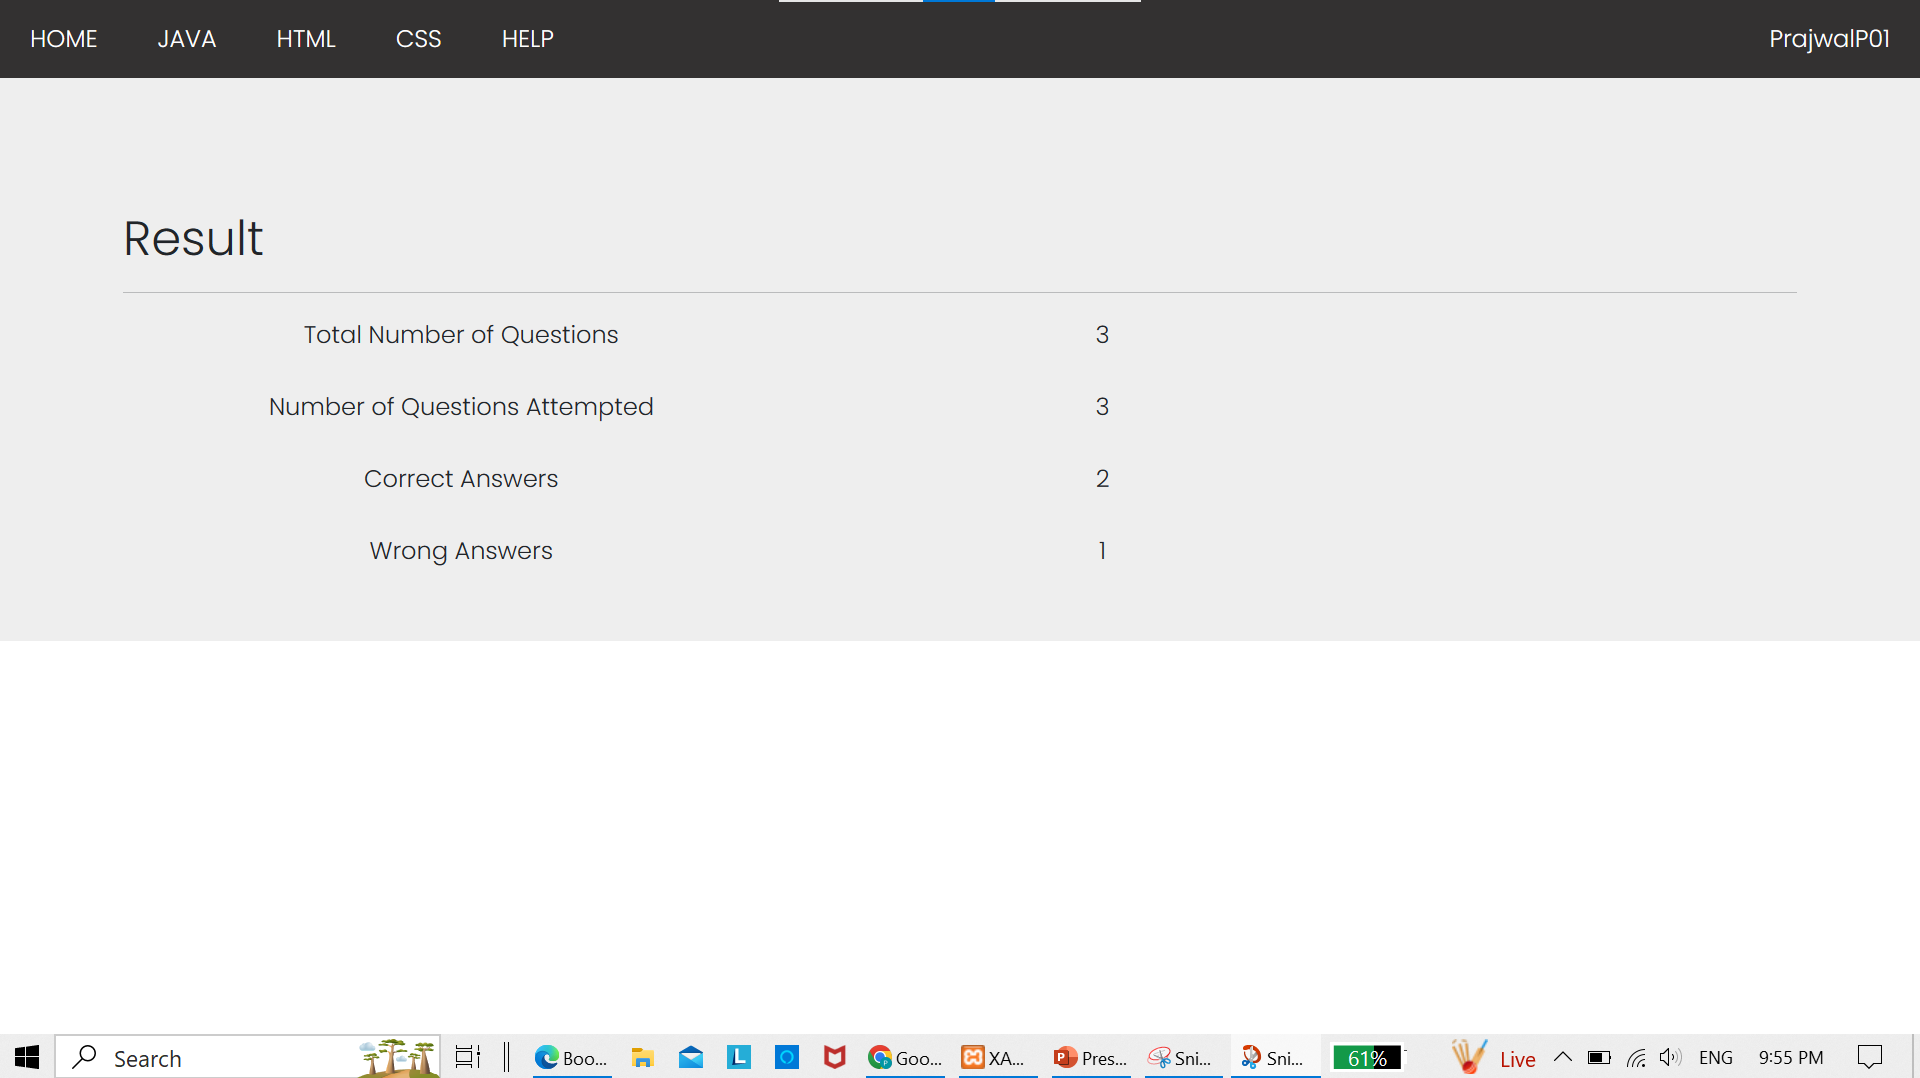 HOME JAVA HTML CSS HELP PrajwalP01
Result
Total Number of Questions 3
Number of Questions Attempted 3
Correct Answers 2
Wrong Answers 1
Search Boo... Goo... XA... Pres... Sni... Sni... 61% Live ENG 9:55 PM